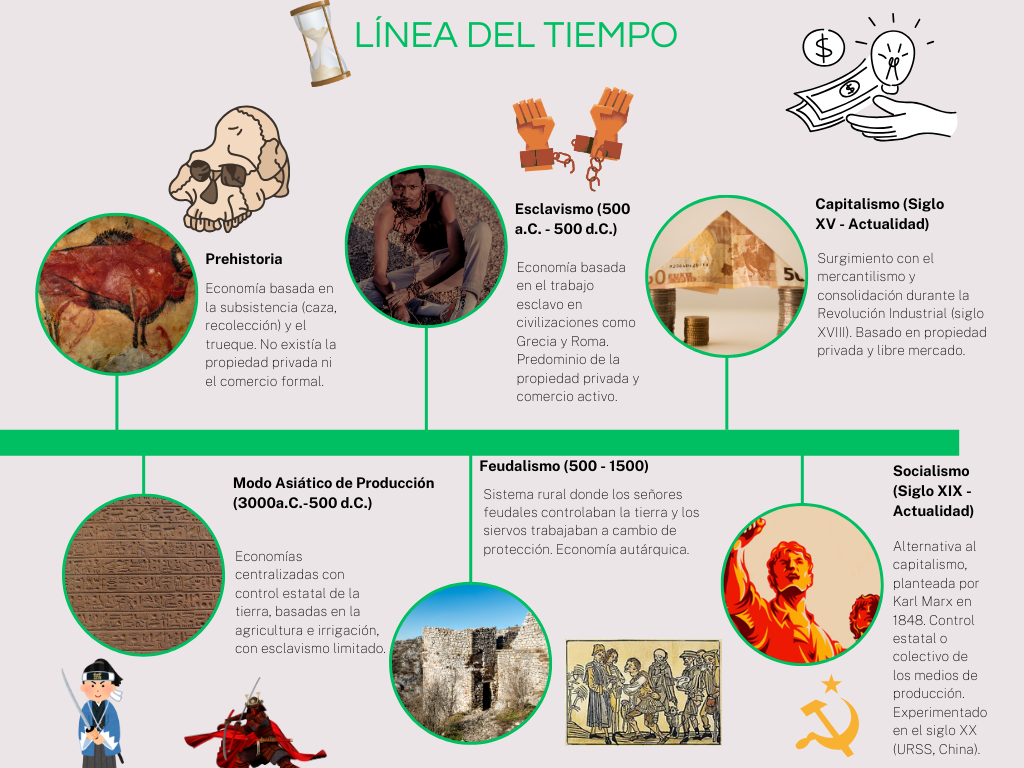 LÍNEA DEL TIEMPO
Prehistoria
Economía basada en
la subsistencia (caza,
recolección) y el
trueque. No existía la
propiedad privada ni
el comercio formal.
Esclavismo (500
a.C. - 500 d.C.)
Economía basada
en el trabajo
esclavo en
civilizaciones como
Grecia y Roma.
Predominio de la
propiedad privada y
comercio activo.
Capitalismo (Siglo
XV - Actualidad)
Surgimiento con el
mercantilismo y
consolidación durante la
Revolución Industrial (siglo
XVIII). Basado en propiedad
privada y libre mercado.
Modo Asiático de Producción
(3000a.C.-500 d.C.)
Economías
centralizadas con
control estatal de la
tierra, basadas en la
agricultura e irrigación,
con esclavismo limitado.
Feudalismo (500 - 1500)
Sistema rural donde los señores
feudales controlaban la tierra y los
siervos trabajaban a cambio de
protección. Economía autárquica.
Socialismo
(Siglo XIX -
Actualidad)
Alternativa al
capitalismo,
planteada por
Karl Marx en
1848. Control
estatal o
colectivo de
los medios de
producción.
Experimentado
en el siglo XX
(URSS, China).